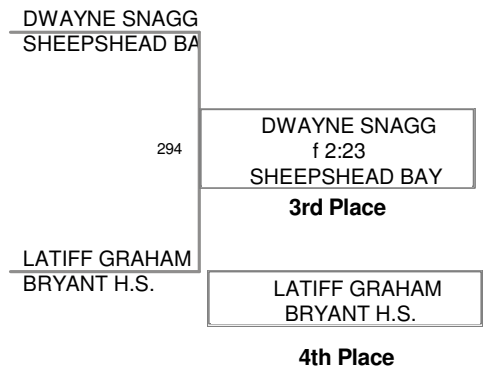 DWAYNE SNAGG
SHEEPSHEAD BA
294
DWAYNE SNAGG
f 2:23
SHEEPSHEAD BAY
3rd Place
LATIFF GRAHAM
BRYANT H.S.
LATIFF GRAHAM
BRYANT H.S.
4th Place